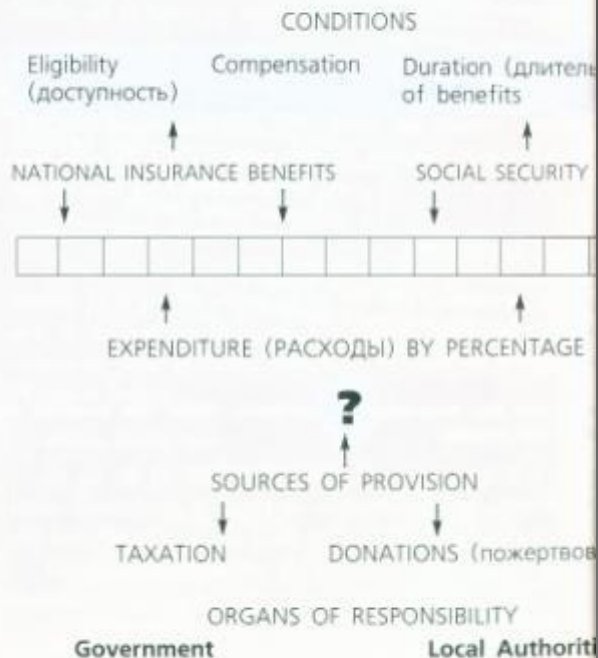 CONDITIONS
Eligibility Compensation Duration
(доступность) of benefits
NATIONAL INSURANCE BENEFITS SOCIAL SECURITY
EXPENDITURE (РАСХОДЫ) BY PERCENTAGE
?
SOURCES OF PROVISION
TAXATION DONATIONS
ORGANS OF RESPONSIBILITY
Government Local